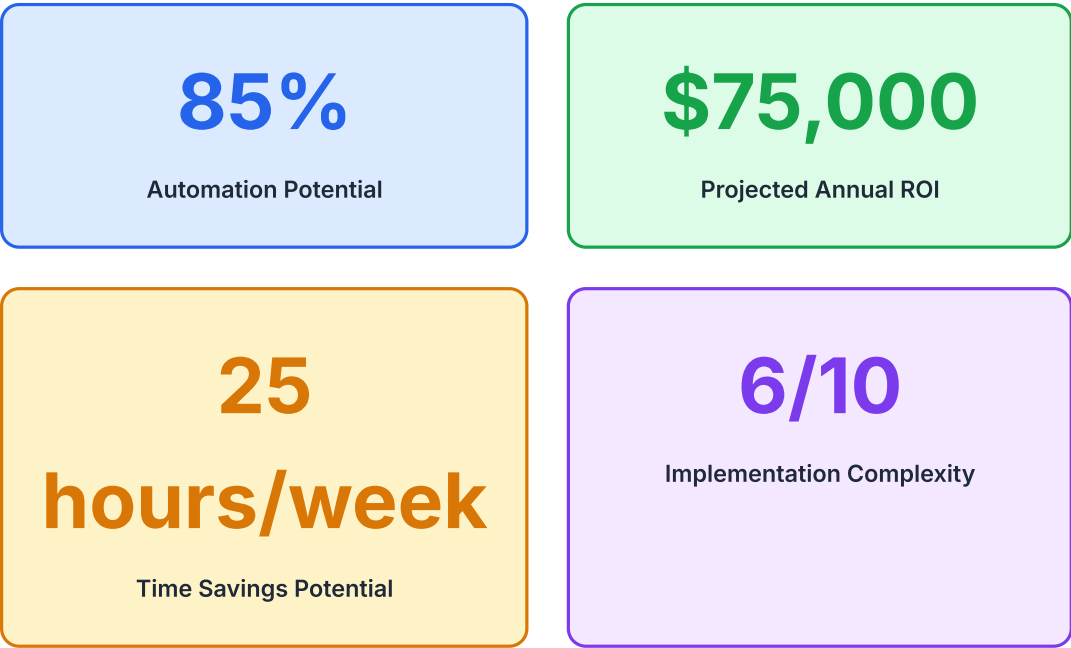 85%
Automation Potential
$75,000
Projected Annual ROI
25
hours/week
Time Savings Potential
6/10
Implementation Complexity